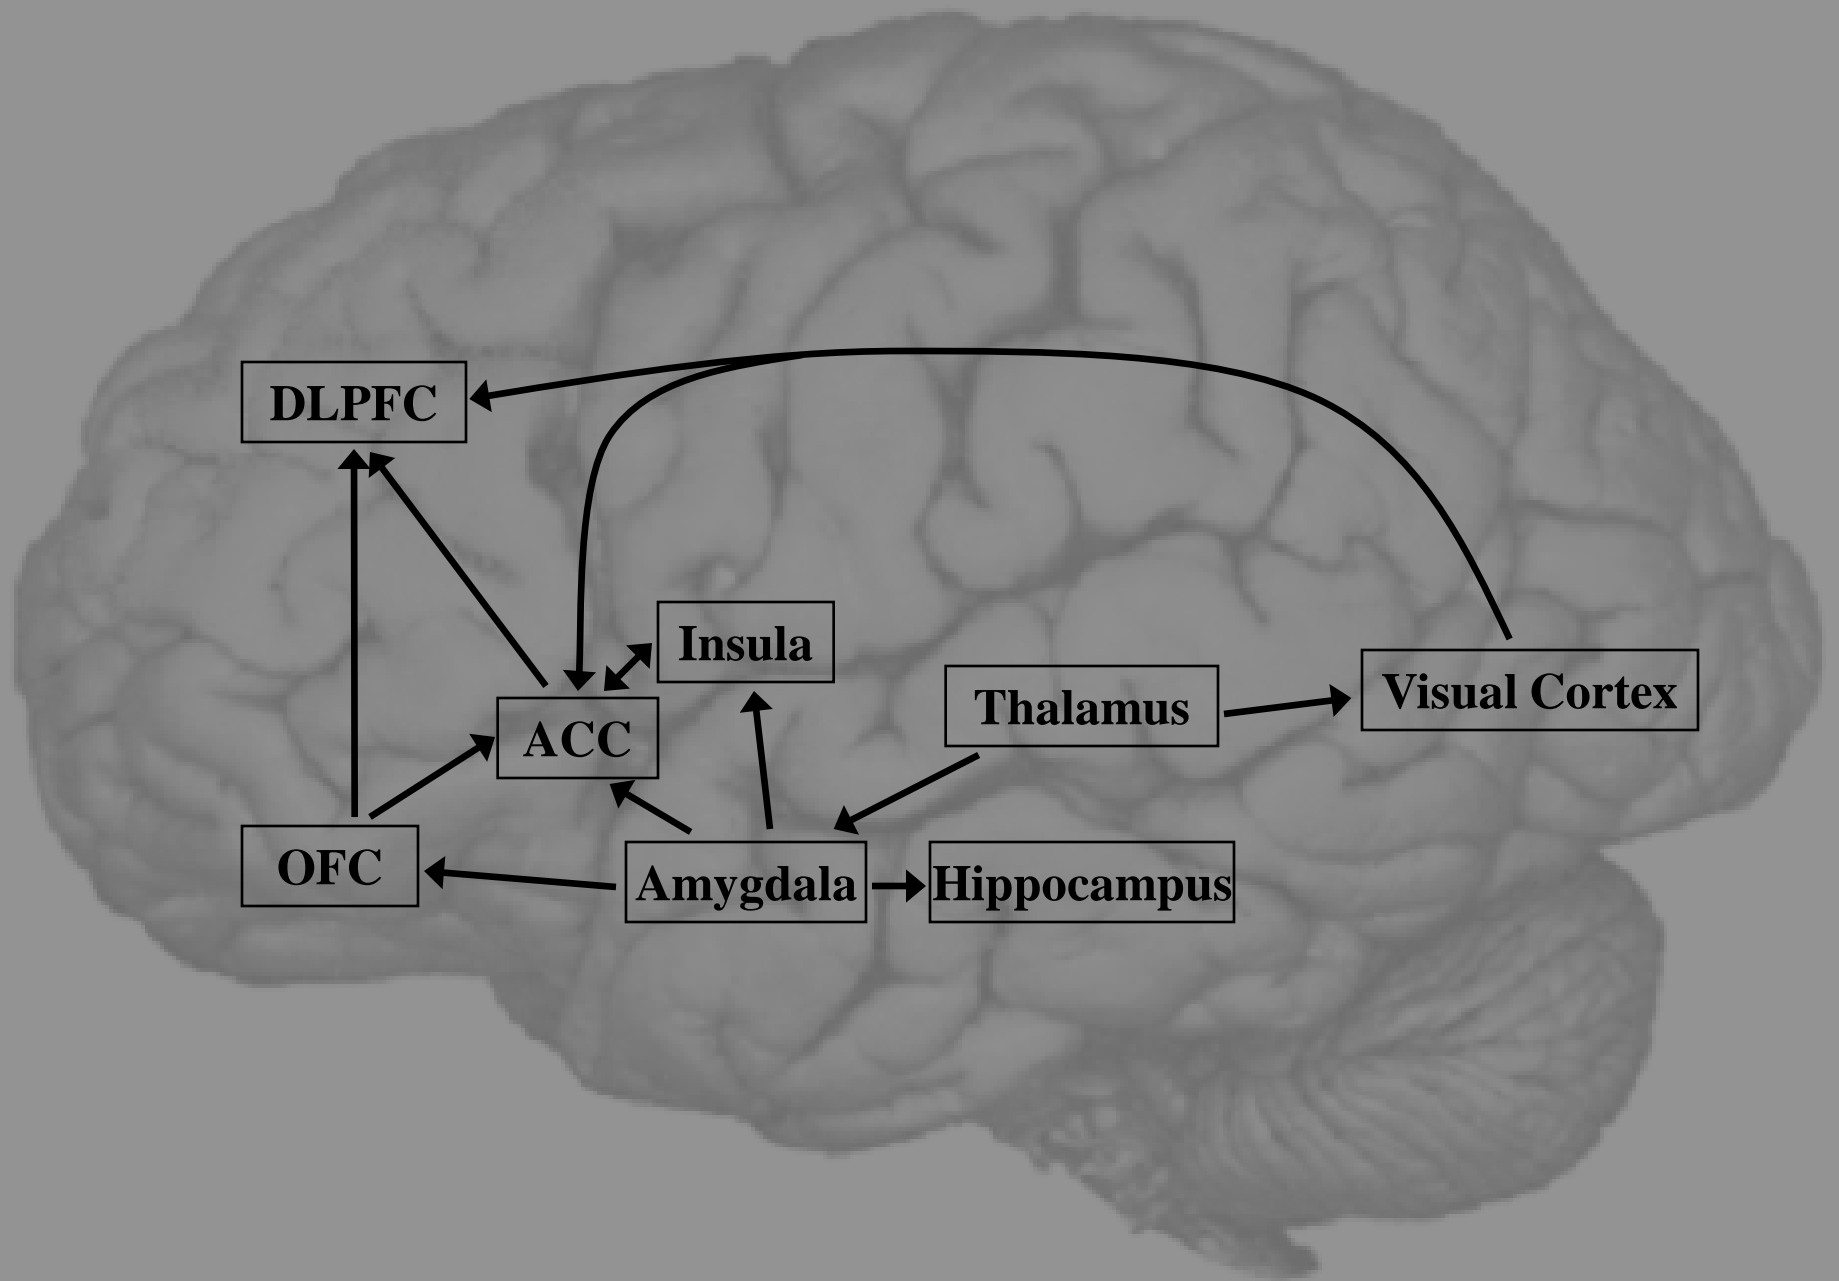 DLPFC
Insula
Thalamus
Visual Cortex
ACC
OFC
Amygdala
Hippocampus